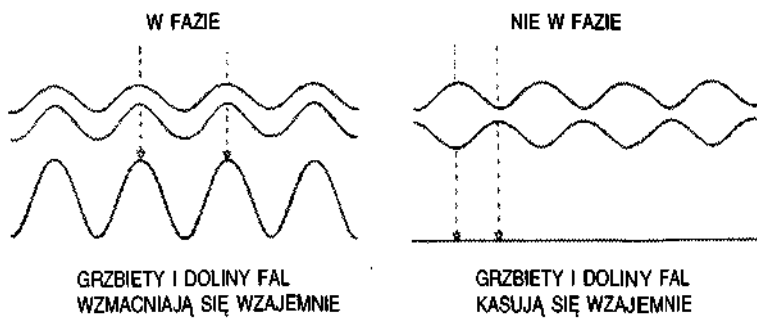 W FAZIE
NIE W FAZIE
GRZBIETY I DOLINY FAL
WZMACNIAJĄ SIĘ WZAJEMNIE
GRZBIETY I DOLINY FAL
KASUJĄ SIĘ WZAJEMNIE